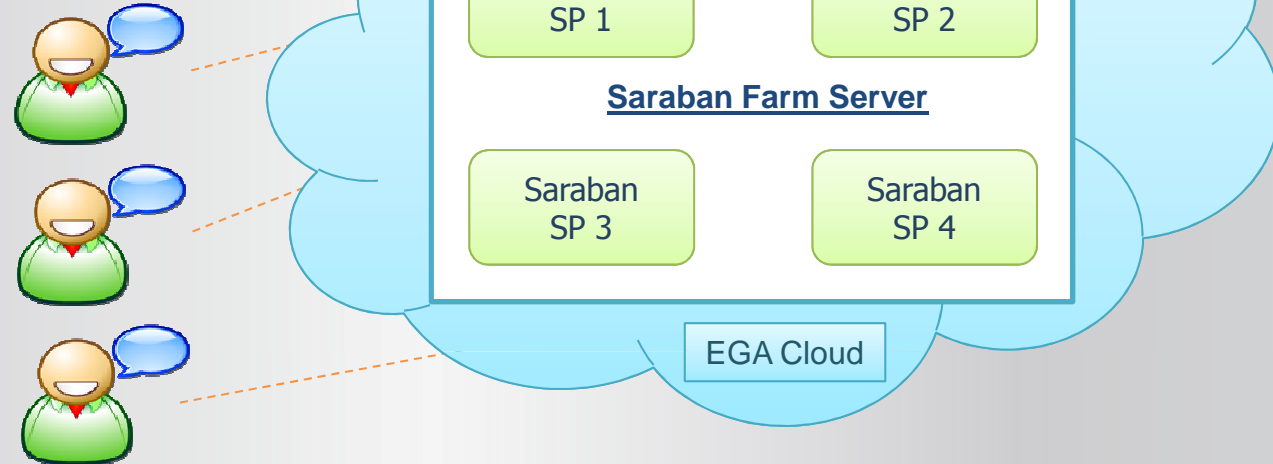 SP 1
SP 2
Saraban Farm Server
Saraban
SP 3
Saraban
SP 4
EGA Cloud